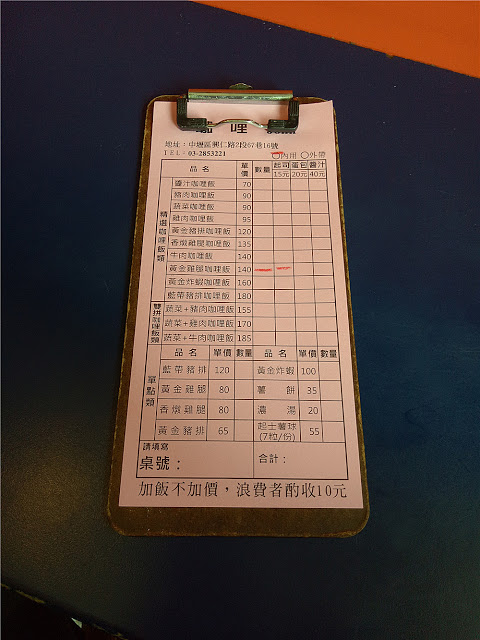 咖哩
地址：中壢區興仁路2段67巷16號
TEL：03-2853221 〇內用 〇外帶
品名 單價 數量 起司15元 蛋包20元 醬汁40元
精選咖哩飯類
醬汁咖哩飯 70
豬肉咖哩飯 90
蔬菜咖哩飯 90
雞肉咖哩飯 95
黃金豬排咖哩飯 120
香燉雞腿咖哩飯 135
牛肉咖哩飯 140
黃金雞腿咖哩飯 140
黃金炸蝦咖哩飯 160
藍帶豬排咖哩飯 180
雙拼咖哩飯類
蔬菜+豬肉咖哩飯 155
蔬菜+雞肉咖哩飯 170
蔬菜+牛肉咖哩飯 185
單點類
品名 單價 數量 品名 單價 數量
藍帶豬排 120 黃金炸蝦 100
黃金雞腿 80 薯餅 35
香燉雞腿 80 濃湯 20
黃金豬排 65 起士薯球(7粒/份) 55
請填寫
桌號： 合計：
加飯不加價，浪費者酌收10元